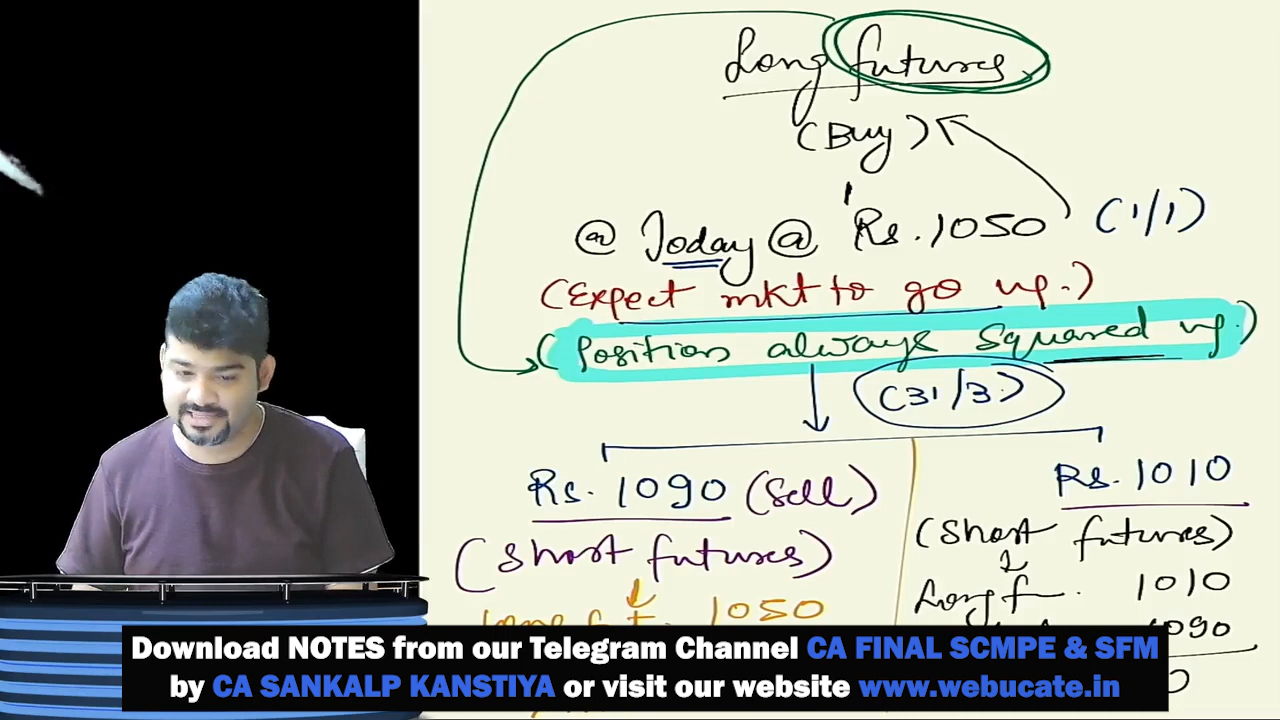 Long futures
(Buy)
@ Today @ Rs. 1050 (1/1)
(Expect mkt to go up.)
(Position always squared up.)
(31/3)
Rs. 1090 (Sell)
Rs. 1010
(Short futures)
(Short futures)
Long f. 1010
1050
1090
0
Download NOTES from our Telegram Channel CA FINAL SCMPE & SFM
by CA SANKALP KANSTIYA or visit our website www.webucate.in